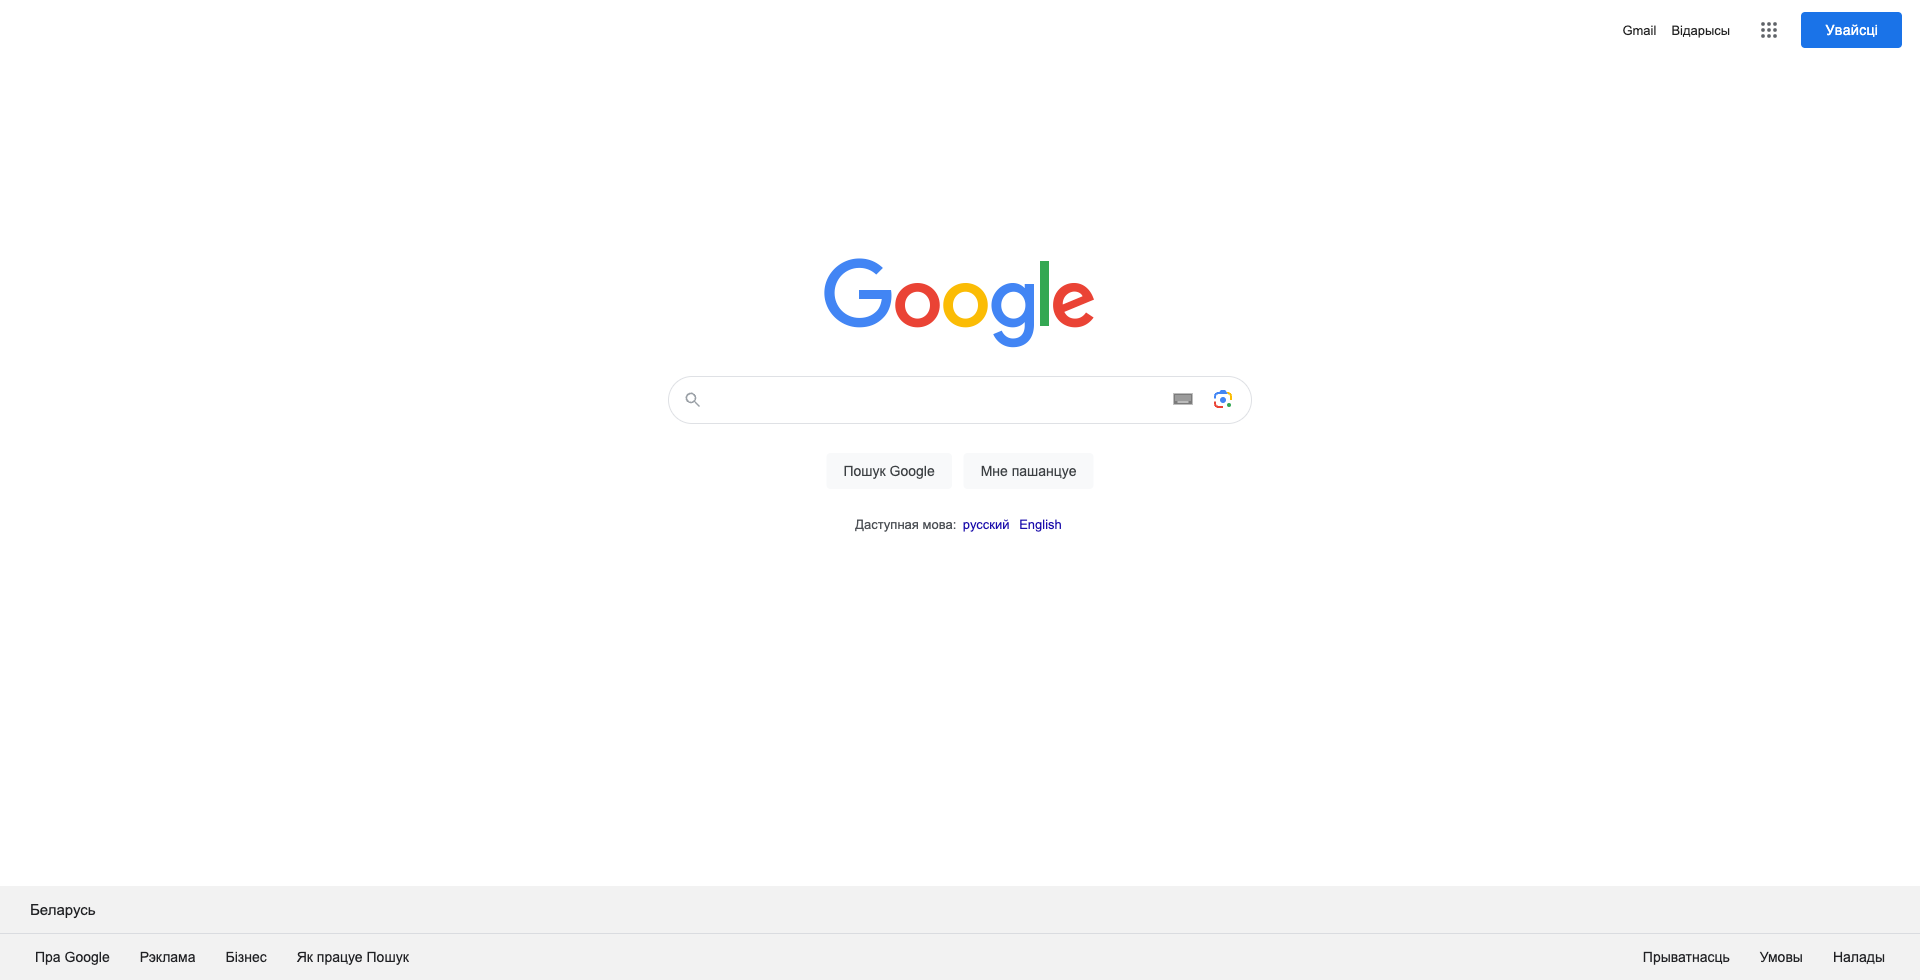 Gmail Відарысы Увайсці
Google
Пошук Google Мне пашанцуе
Даступная мова: русский English
Беларусь
Пра Google Рэклама Бізнес Як працуе Пошук Прыватнасць Умовы Налады